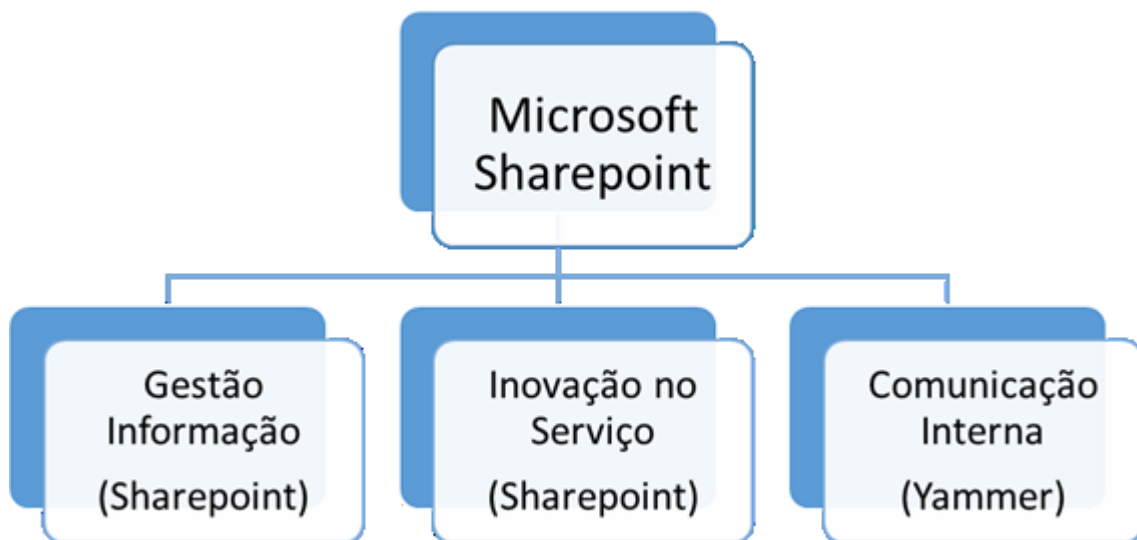 Microsoft
Sharepoint
Gestão
Informação
(Sharepoint)
Inovação no
Serviço
(Sharepoint)
Comunicação
Interna
(Yammer)